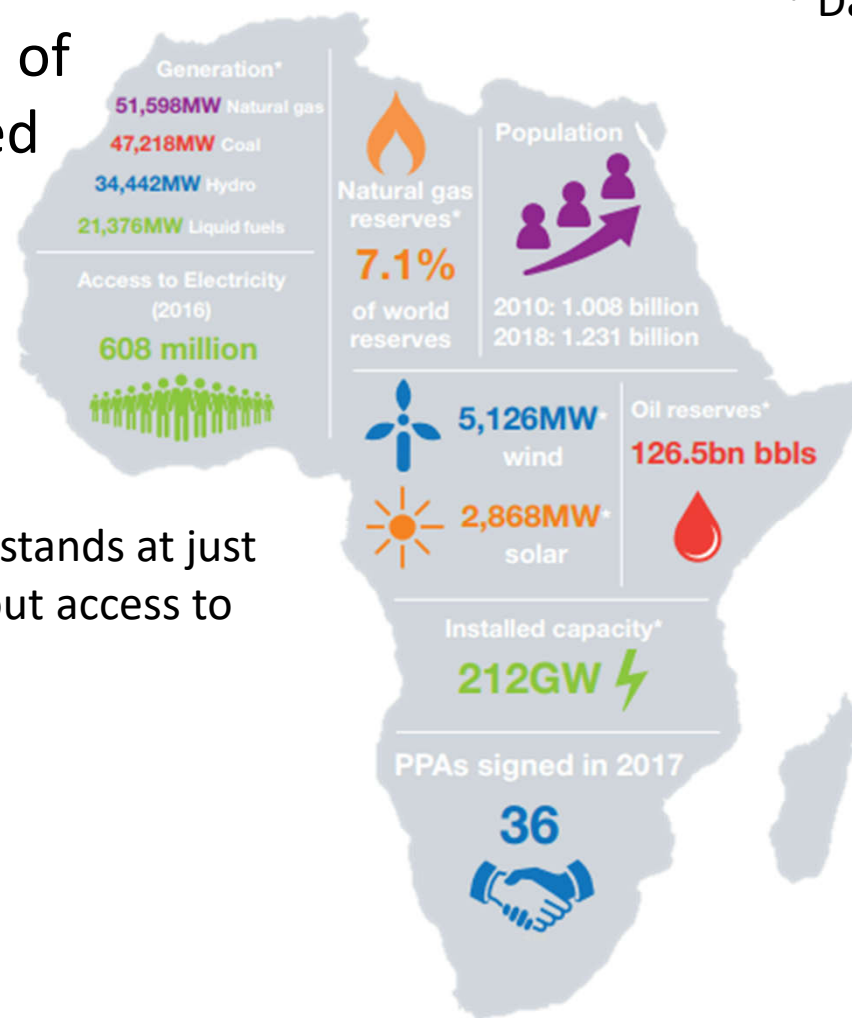 of
ed
Da
Generation*
51,598MW Natural gas
47,218MW Coal
34,442MW Hydro
21,376MW Liquid fuels
Access to Electricity
(2016)
608 million
Natural gas
reserves*
7.1%
of world
reserves
Population
2010: 1.008 billion
2018: 1.231 billion
5,126MW*
wind
2,868MW*
solar
Oil reserves*
126.5bn bbls
stands at just
out access to
Installed capacity*
212GW
PPAs signed in 2017
36